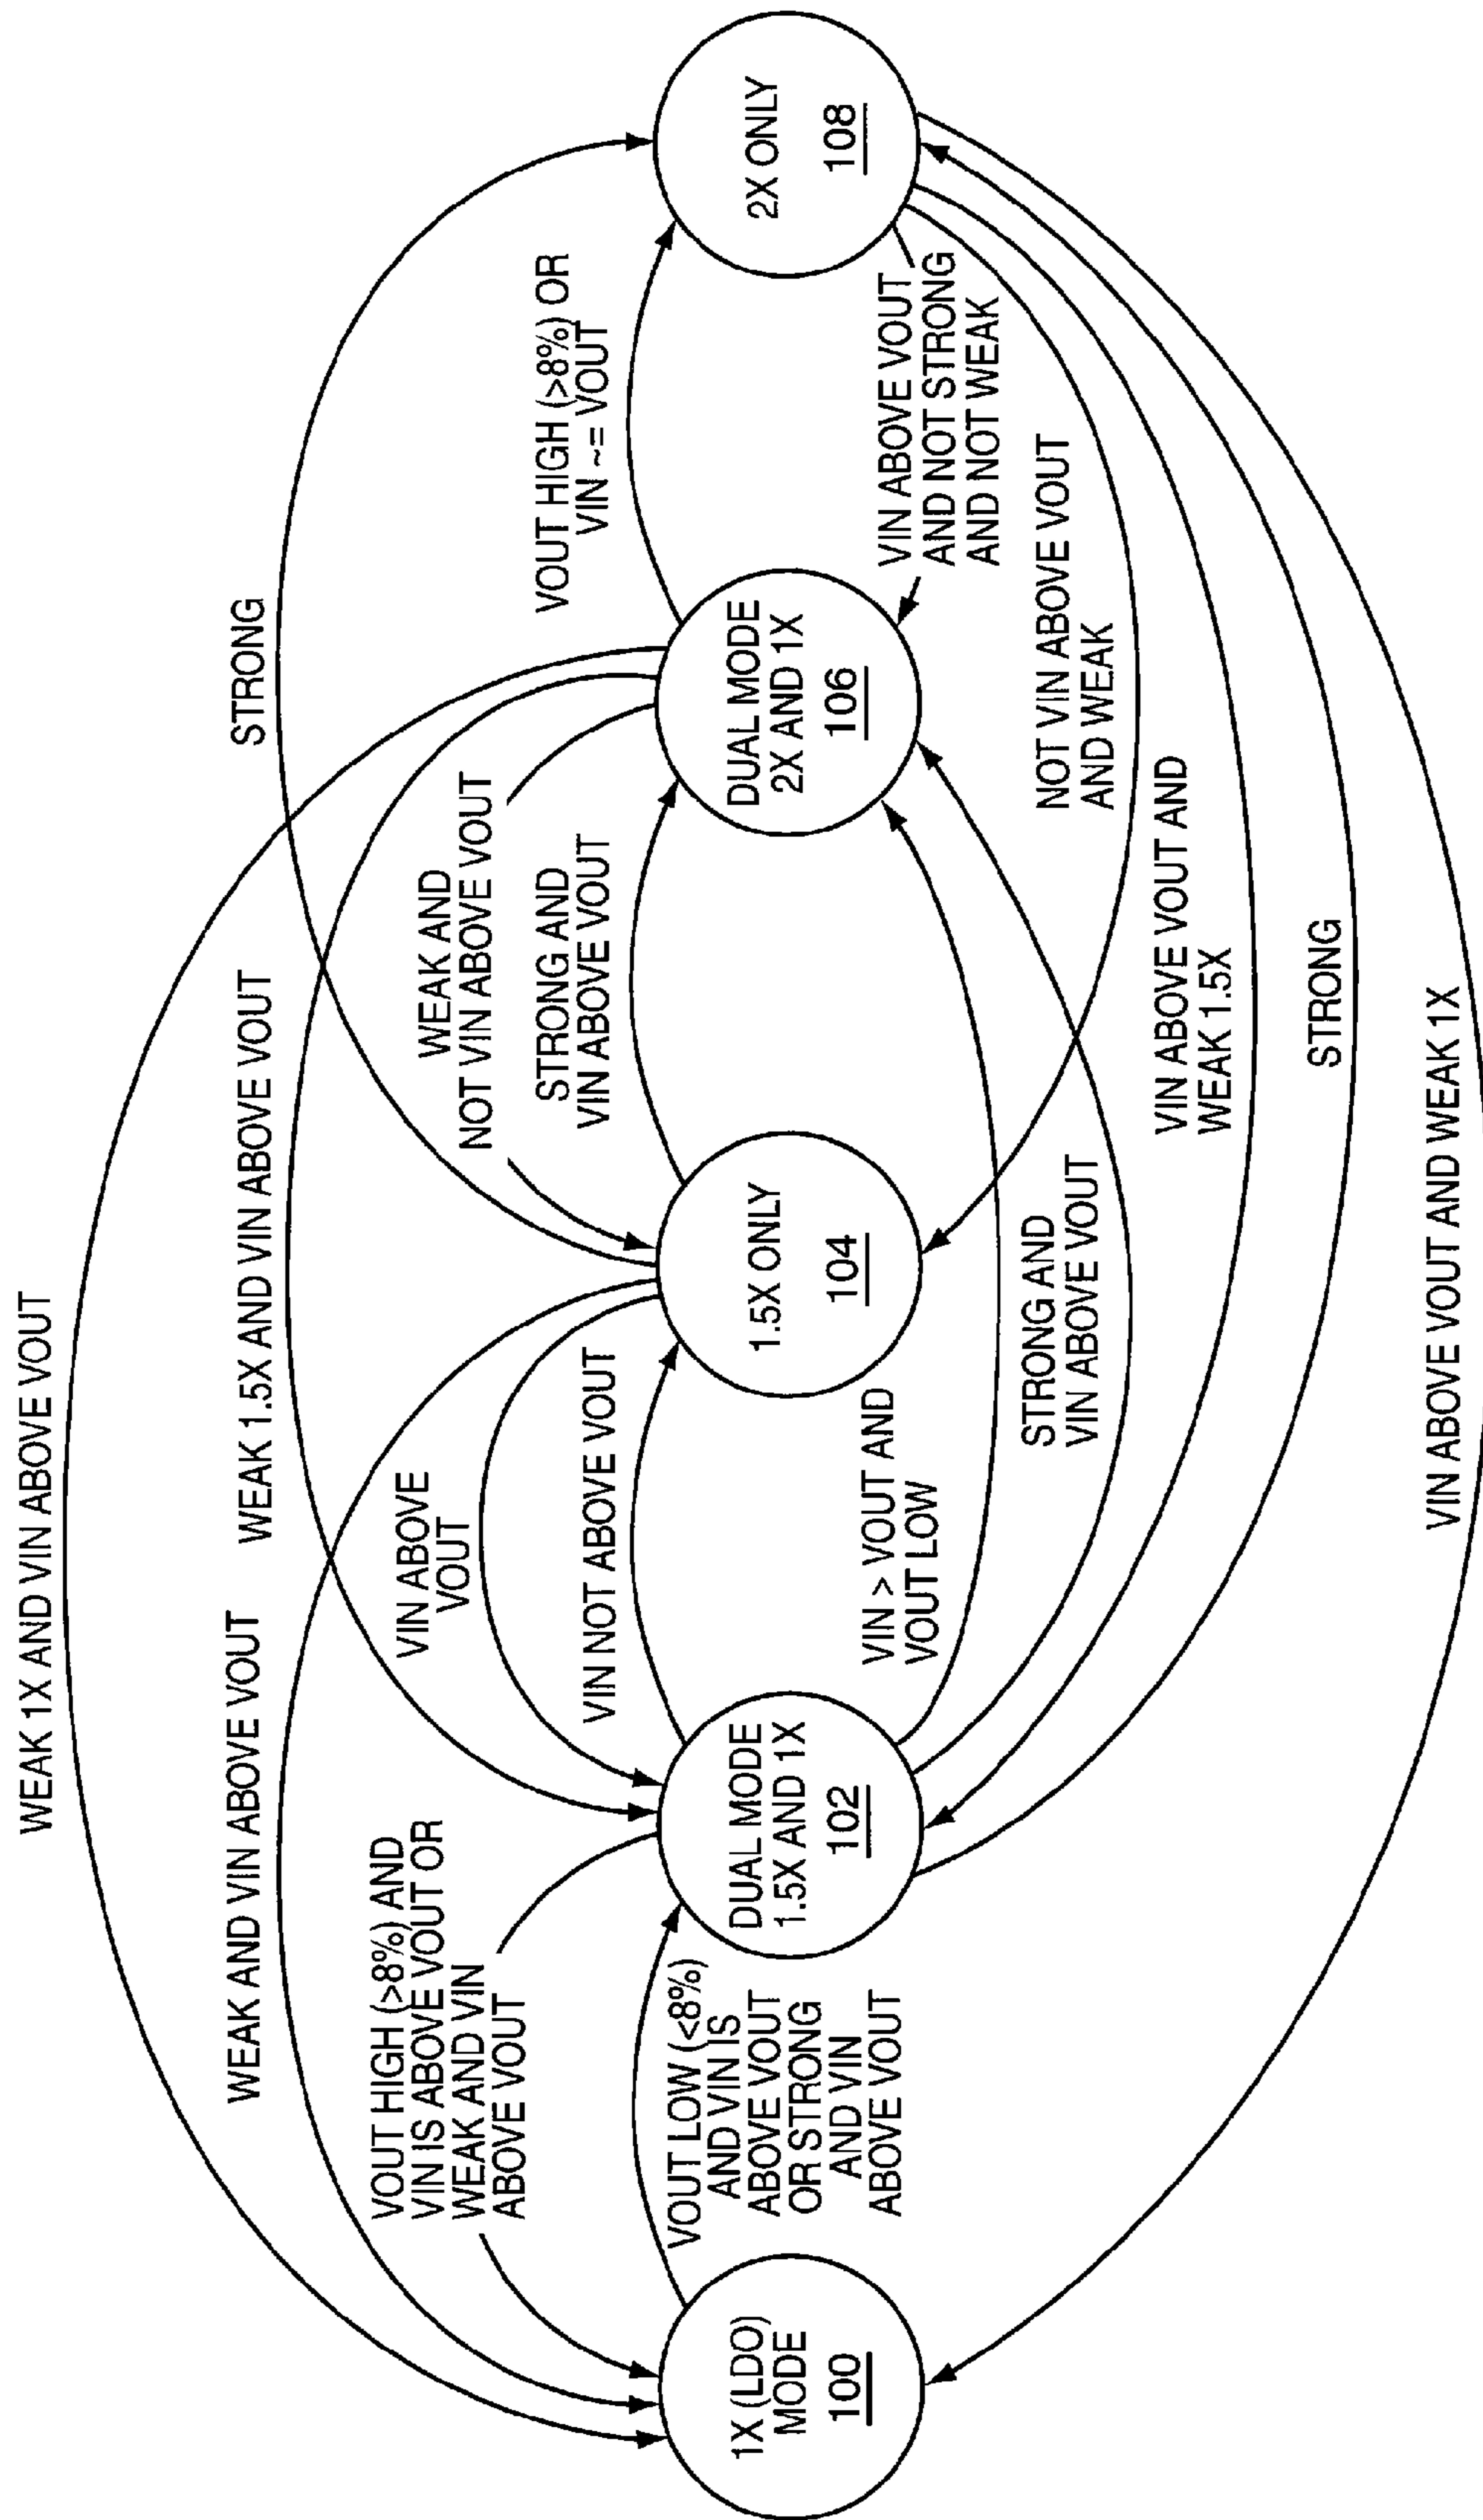 WEAK 1X AND VIN ABOVE VOUT
WEAK AND VIN ABOVE VOUT
WEAK 1.5X AND VIN ABOVE VOUT
STRONG
VOUT HIGH (>8%) AND
VIN IS ABOVE VOUT OR
WEAK AND VIN
ABOVE VOUT
VIN ABOVE
VOUT
WEAK AND
NOT VIN ABOVE VOUT
STRONG AND
VIN ABOVE VOUT
VOUT HIGH (>8%) OR
VIN ~= VOUT
VIN NOT ABOVE VOUT
VOUT LOW (<8%)
AND VIN IS
ABOVE VOUT
OR STRONG
AND VIN
ABOVE VOUT
1X (LDO)
MODE
100
DUAL MODE
1.5X AND 1X
102
1.5X ONLY
104
DUAL MODE
2X AND 1X
106
2X ONLY
108
VIN > VOUT AND
VOUT LOW
VIN ABOVE VOUT
AND NOT STRONG
AND NOT WEAK
STRONG AND
VIN ABOVE VOUT
NOT VIN ABOVE VOUT
AND WEAK
VIN ABOVE VOUT AND
WEAK 1.5X
STRONG
VIN ABOVE VOUT AND WEAK 1X